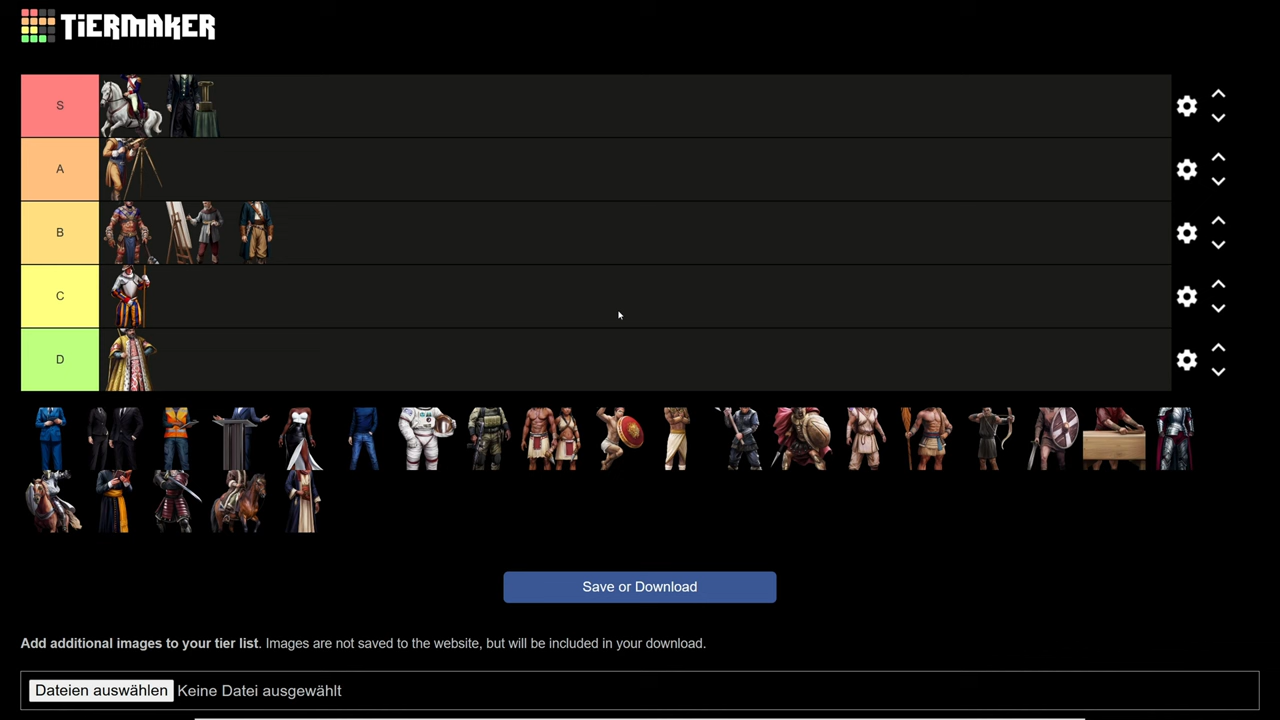 TiERMAKER
S
A
B
C
D
Save or Download
Add additional images to your tier list. Images are not saved to the website, but will be included in your download.
Dateien auswählen Keine Datei ausgewählt